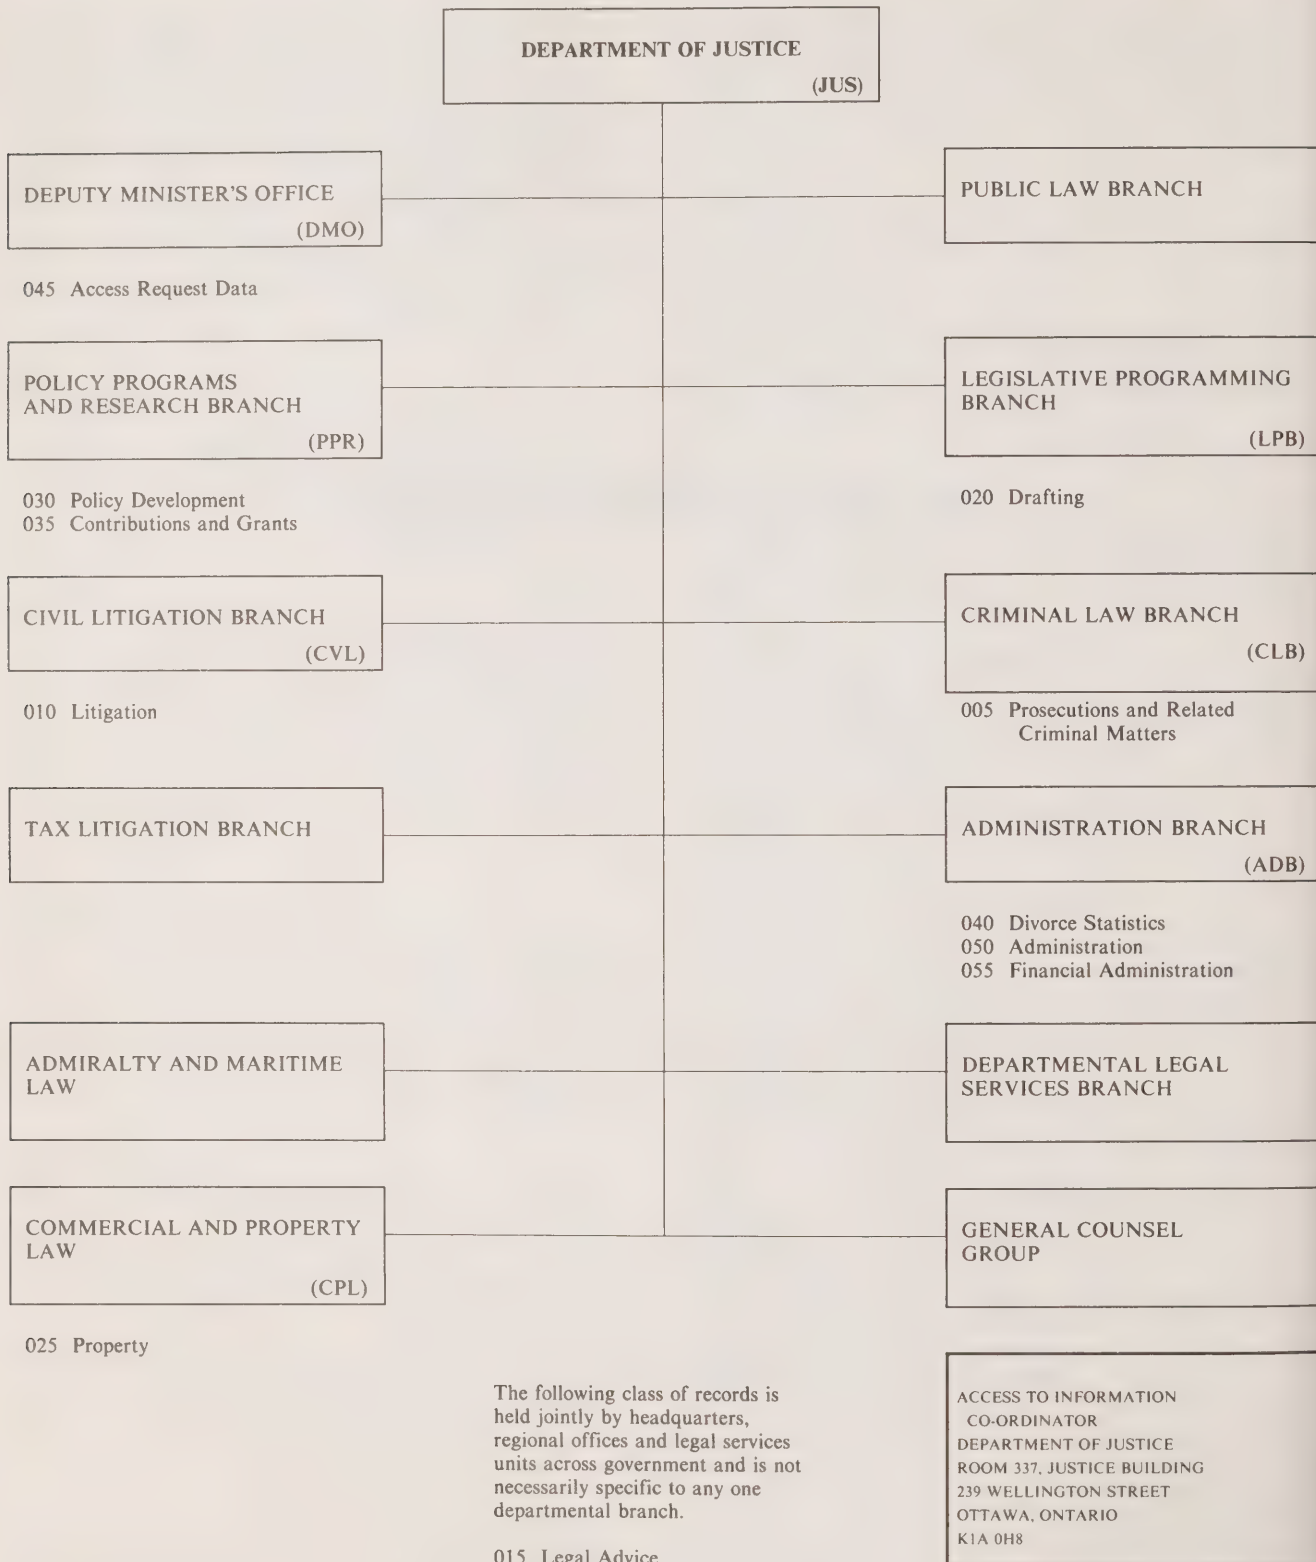 DEPARTMENT OF JUSTICE
(JUS)
DEPUTY MINISTER'S OFFICE
(DMO)
045 Access Request Data
PUBLIC LAW BRANCH
POLICY PROGRAMS
AND RESEARCH BRANCH
(PPR)
030 Policy Development
035 Contributions and Grants
LEGISLATIVE PROGRAMMING
BRANCH
(LPB)
020 Drafting
CIVIL LITIGATION BRANCH
(CVL)
010 Litigation
CRIMINAL LAW BRANCH
(CLB)
005 Prosecutions and Related
Criminal Matters
TAX LITIGATION BRANCH
ADMINISTRATION BRANCH
(ADB)
040 Divorce Statistics
050 Administration
055 Financial Administration
ADMIRALTY AND MARITIME
LAW
DEPARTMENTAL LEGAL
SERVICES BRANCH
COMMERCIAL AND PROPERTY
LAW
(CPL)
025 Property
GENERAL COUNSEL
GROUP
The following class of records is
held jointly by headquarters,
regional offices and legal services
units across government and is not
necessarily specific to any one
departmental branch.
015 Legal Advice
ACCESS TO INFORMATION
CO-ORDINATOR
DEPARTMENT OF JUSTICE
ROOM 337, JUSTICE BUILDING
239 WELLINGTON STREET
OTTAWA, ONTARIO
K1A 0H8